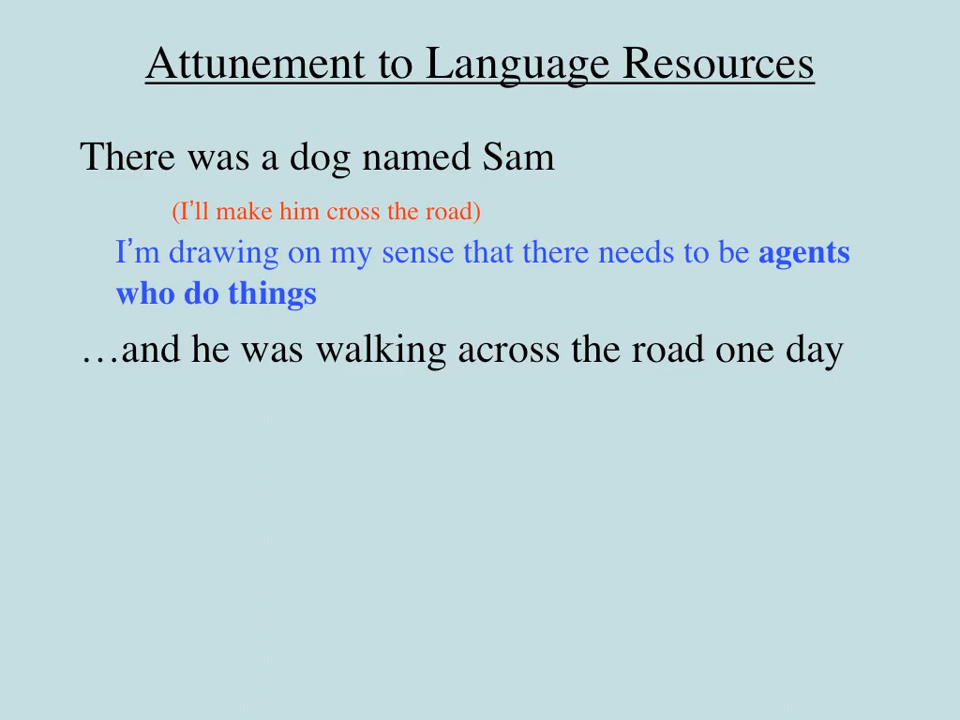 Attunement to Language Resources
There was a dog named Sam
(I’ll make him cross the road)
I’m drawing on my sense that there needs to be agents
who do things
…and he was walking across the road one day